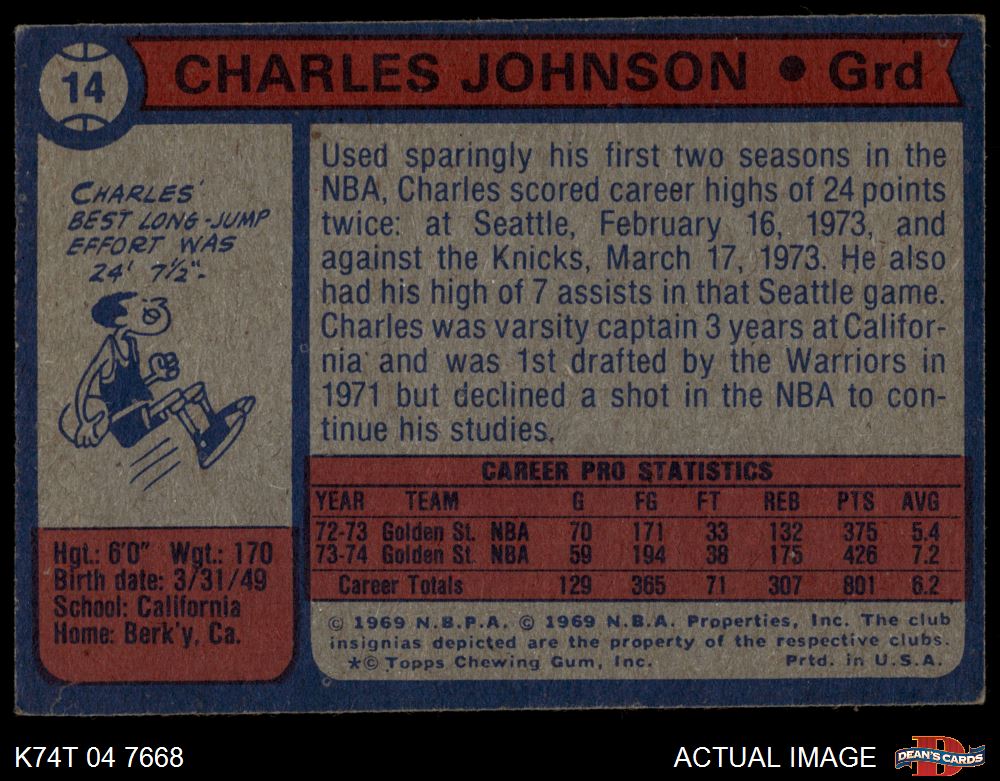 14
CHARLES JOHNSON • Grd
CHARLES'
BEST LONG-JUMP
EFFORT WAS
24' 7½"-
Used sparingly his first two seasons in the
NBA, Charles scored career highs of 24 points
twice: at Seattle, February 16, 1973, and
against the Knicks, March 17, 1973. He also
had his high of 7 assists in that Seattle game.
Charles was varsity captain 3 years at Califor-
nia and was 1st drafted by the Warriors in
1971 but declined a shot in the NBA to con-
tinue his studies.
Hgt.: 6'0" Wgt.: 170
Birth date: 3/31/49
School: California
Home: Berk'y, Ca.
CAREER PRO STATISTICS
YEAR TEAM G FG FT REB PTS AVG
72-73 Golden St. NBA 70 171 33 132 375 5.4
73-74 Golden St. NBA 59 194 38 175 426 7.2
Career Totals 129 365 71 307 801 6.2
© 1969 N.B.P.A. © 1969 N.B.A. Properties, Inc. The club
insignias depicted are the property of the respective clubs.
*© Topps Chewing Gum, Inc. Prtd. in U.S.A.
K74T 04 7668
ACTUAL IMAGE
D
DEAN'S CARDS